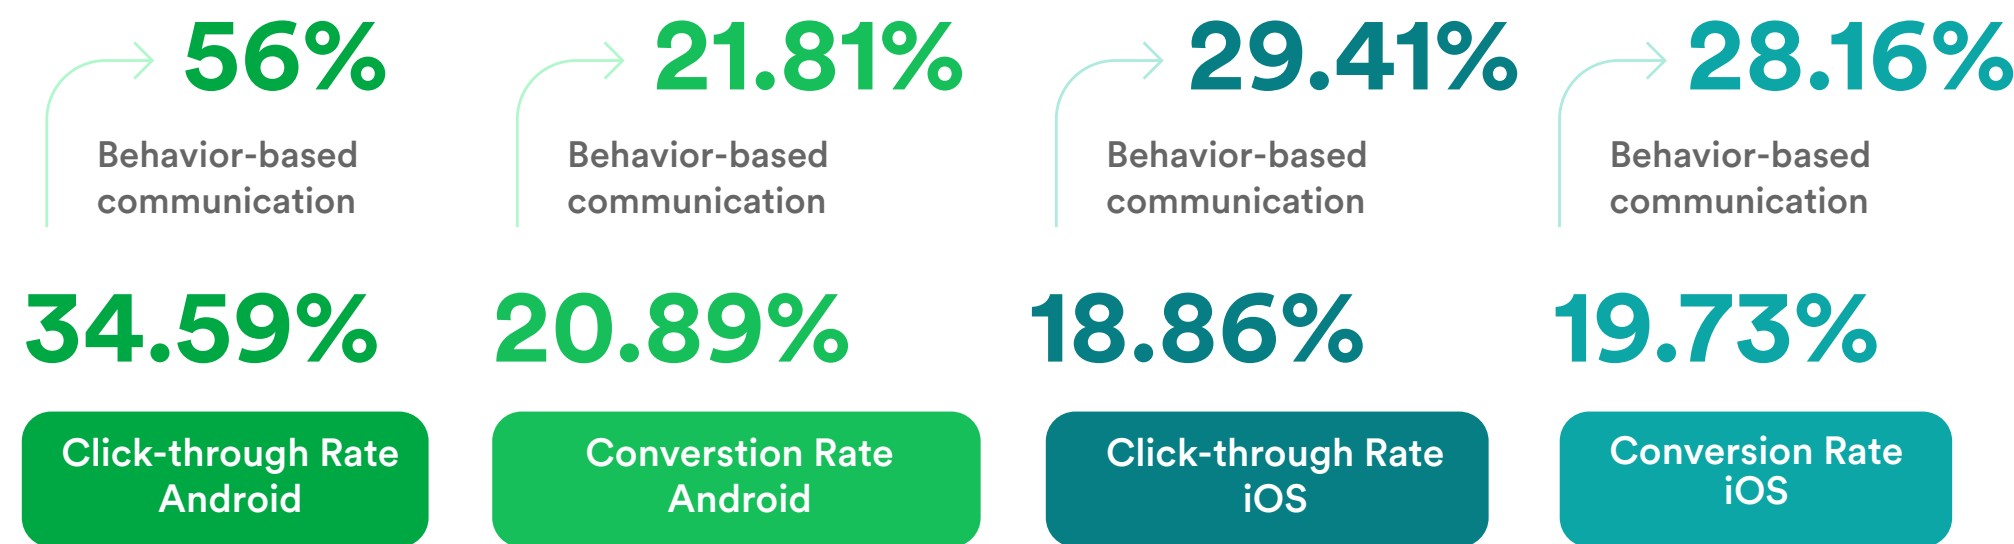 56%
Behavior-based
communication
34.59%
Click-through Rate
Android
21.81%
Behavior-based
communication
20.89%
Converstion Rate
Android
29.41%
Behavior-based
communication
18.86%
Click-through Rate
iOS
28.16%
Behavior-based
communication
19.73%
Conversion Rate
iOS